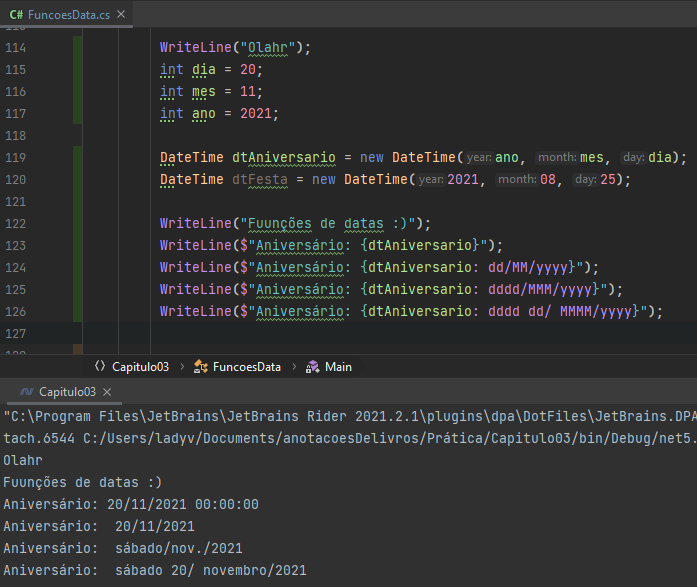 C# FuncoesData.cs ×
114 WriteLine("Olahr");
115 int dia = 20;
116 int mes = 11;
117 int ano = 2021;
118
119 DateTime dtAniversario = new DateTime( year: ano, month: mes, day: dia);
120 DateTime dtFesta = new DateTime( year: 2021, month: 08, day: 25);
121
122 WriteLine("Fuunções de datas :)");
123 WriteLine($"Aniversário: {dtAniversario}");
124 WriteLine($"Aniversário: {dtAniversario: dd/MM/yyyy}");
125 WriteLine($"Aniversário: {dtAniversario: dddd/MMM/yyyy}");
126 WriteLine($"Aniversário: {dtAniversario: dddd dd/ MMMM/yyyy}");
127
Capitulo03 > FuncoesData > Main
Capitulo03 ×
"C:\Program Files\JetBrains\JetBrains Rider 2021.2.1\plugins\dpa\DotFiles\JetBrains.DPA
tach.6544 C:/Users/ladyv/Documents/anotacoesDelivros/Prática/Capitulo03/bin/Debug/net5.
Olahr
Fuunções de datas :)
Aniversário: 20/11/2021 00:00:00
Aniversário:  20/11/2021
Aniversário:  sábado/nov./2021
Aniversário:  sábado 20/ novembro/2021